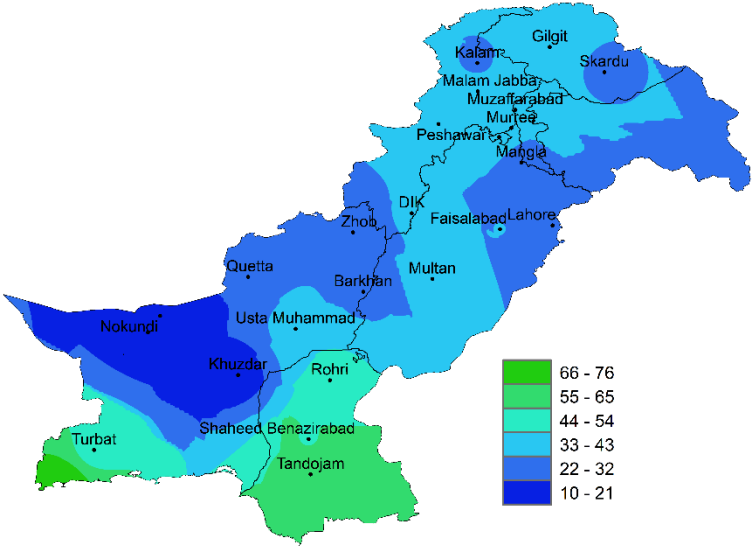 Gilgit
Kalam
Skardu
Malam Jabba
Muzaffarabad
Murree
Peshawar
Mangla
DIK
Zhob
Faisalabad
Lahore
Quetta
Barkhan
Multan
Nokundi
Usta Muhammad
Khuzdar
Rohri
Turbat
Shaheed Benazirabad
Tandojam
66 - 76
55 - 65
44 - 54
33 - 43
22 - 32
10 - 21